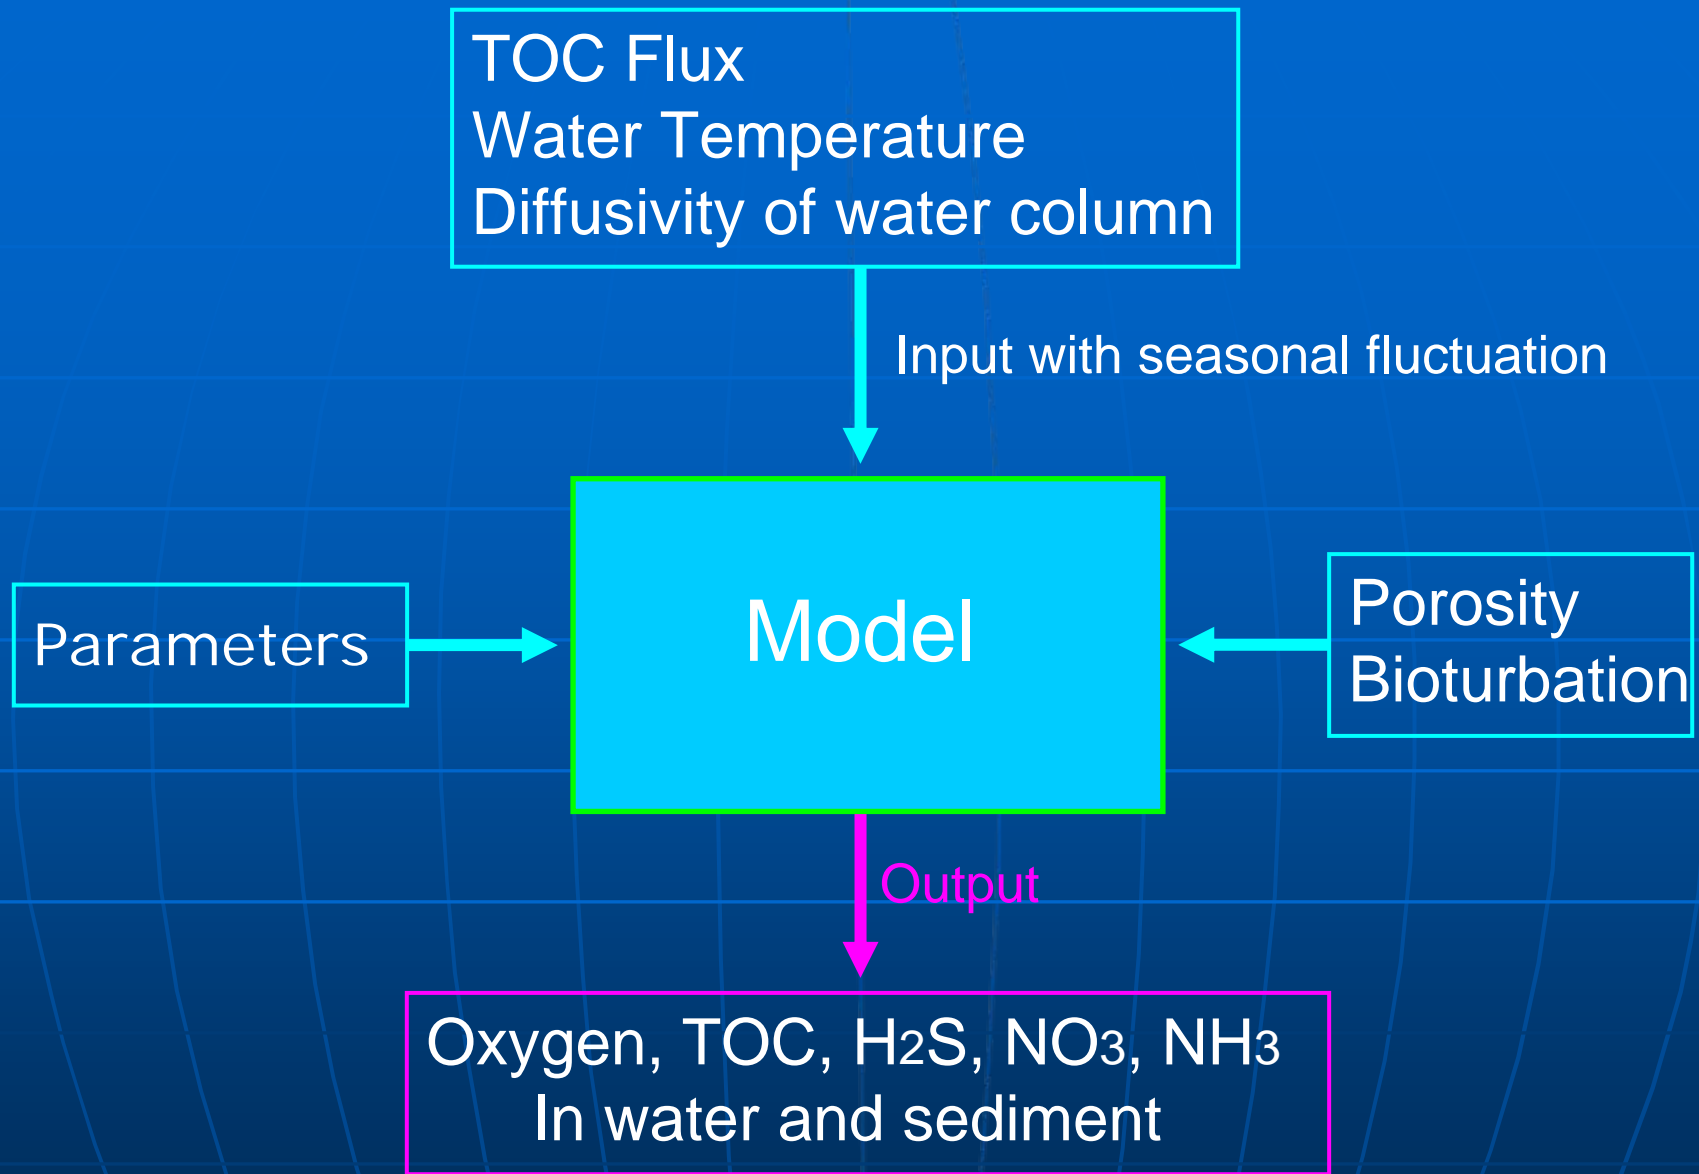 TOC Flux
Water Temperature
Diffusivity of water column
Input with seasonal fluctuation
Parameters
Model
Porosity
Bioturbation
Output
Oxygen, TOC, H2S, NO3, NH3
In water and sediment